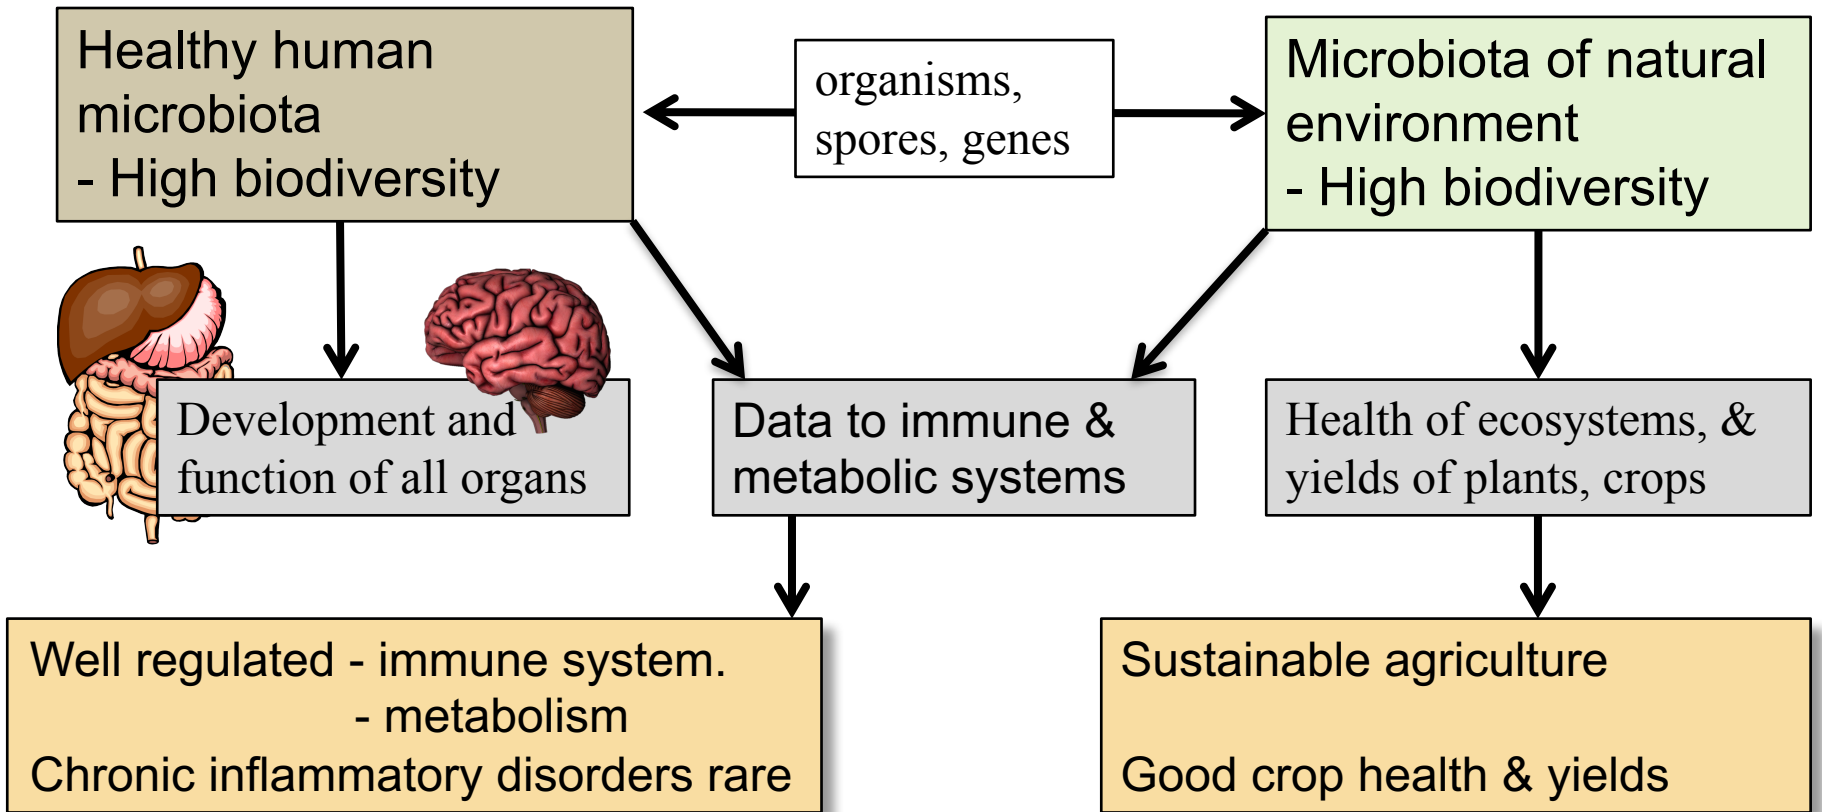 Healthy human
microbiota
- High biodiversity
organisms,
spores, genes
Microbiota of natural
environment
- High biodiversity
Development and
function of all organs
Data to immune &
metabolic systems
Health of ecosystems, &
yields of plants, crops
Well regulated - immune system.
- metabolism
Chronic inflammatory disorders rare
Sustainable agriculture
Good crop health & yields